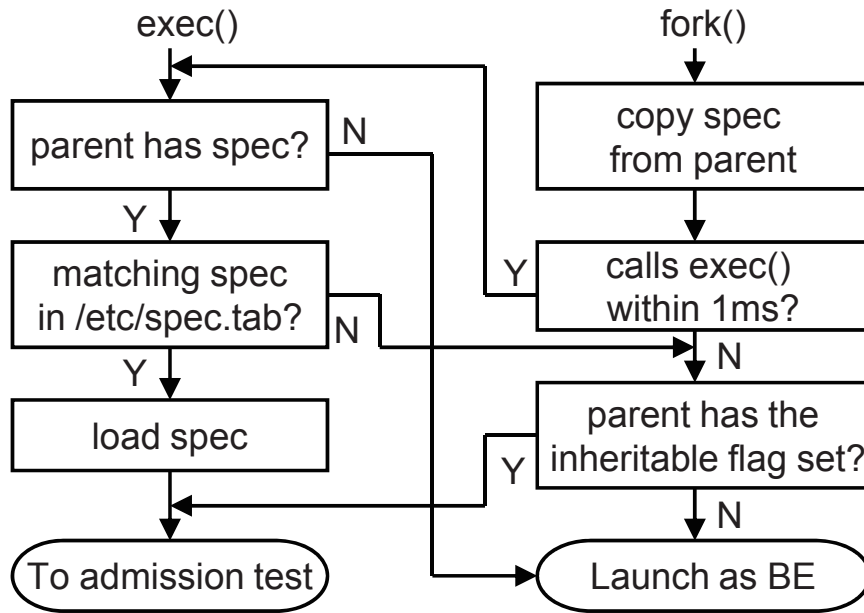 exec()
parent has spec?
N
Y
matching spec
in /etc/spec.tab?
N
Y
load spec
To admission test
fork()
copy spec
from parent
calls exec()
within 1ms?
Y
N
parent has the
inheritable flag set?
Y
N
Launch as BE